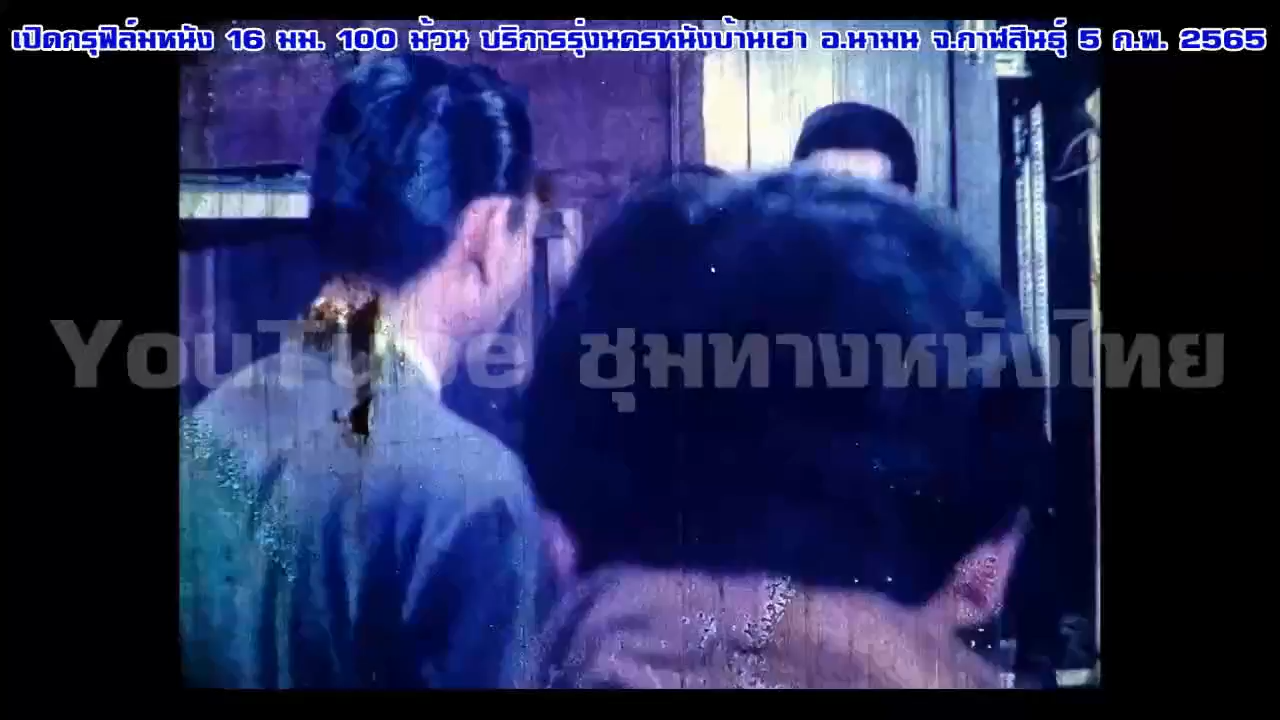 เปิดกรุฟิล์มหนัง 16 มม. 100 ม้วน บริการรุ่งนครหนังบ้านเฮา อ.นามน จ.กาฬสินธุ์ 5 ก.พ. 2565
YouTube ชุมทางหนังไทย